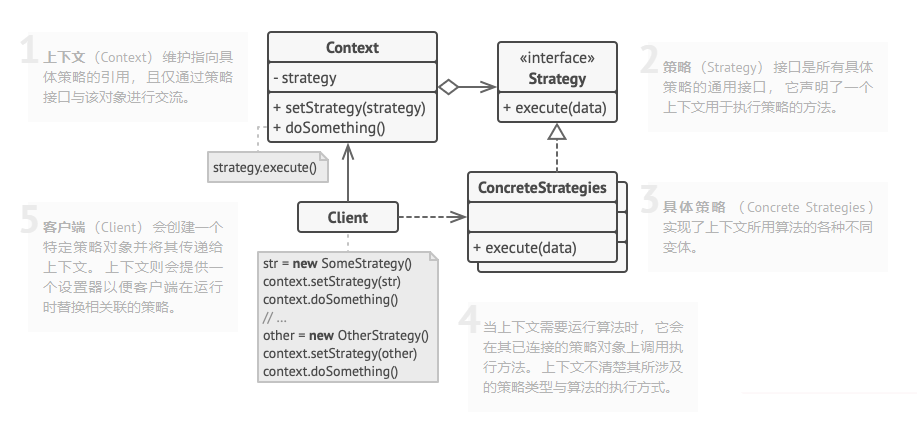 1
上下文（Context）维护指向具
体策略的引用， 且仅通过策略
接口与该对象进行交流。
Context
- strategy
+ setStrategy(strategy)
+ doSomething()
strategy.execute()
«interface»
Strategy
+ execute(data)
2
策略（Strategy） 接口是所有具体
策略的通用接口， 它声明了一个
上下文用于执行策略的方法。
ConcreteStrategies
+ execute(data)
3
具体策略 （Concrete Strategies）
实现了上下文所用算法的各种不同
变体。
5
客户端（Client） 会创建一个
特定策略对象并将其传递给
上下文。 上下文则会提供一
个设置器以便客户端在运行
时替换相关联的策略。
Client
str = new SomeStrategy()
context.setStrategy(str)
context.doSomething()
// ...
other = new OtherStrategy()
context.setStrategy(other)
context.doSomething()
4
当上下文需要运行算法时， 它会
在其已连接的策略对象上调用执
行方法。 上下文不清楚其所涉及
的策略类型与算法的执行方式。